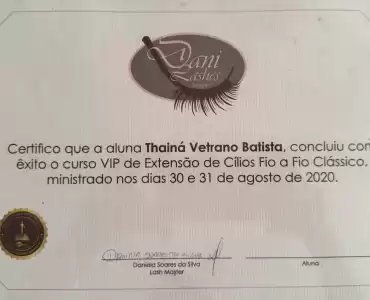 Dani
Lashes
Certifico que a aluna Thainá Vetrano Batista, concluiu com
êxito o curso VIP de Extensão de Cílios Fio a Fio Clássico,
ministrado nos dias 30 e 31 de agosto de 2020.
Daniela Soares da Silva
Lash Master
Aluna